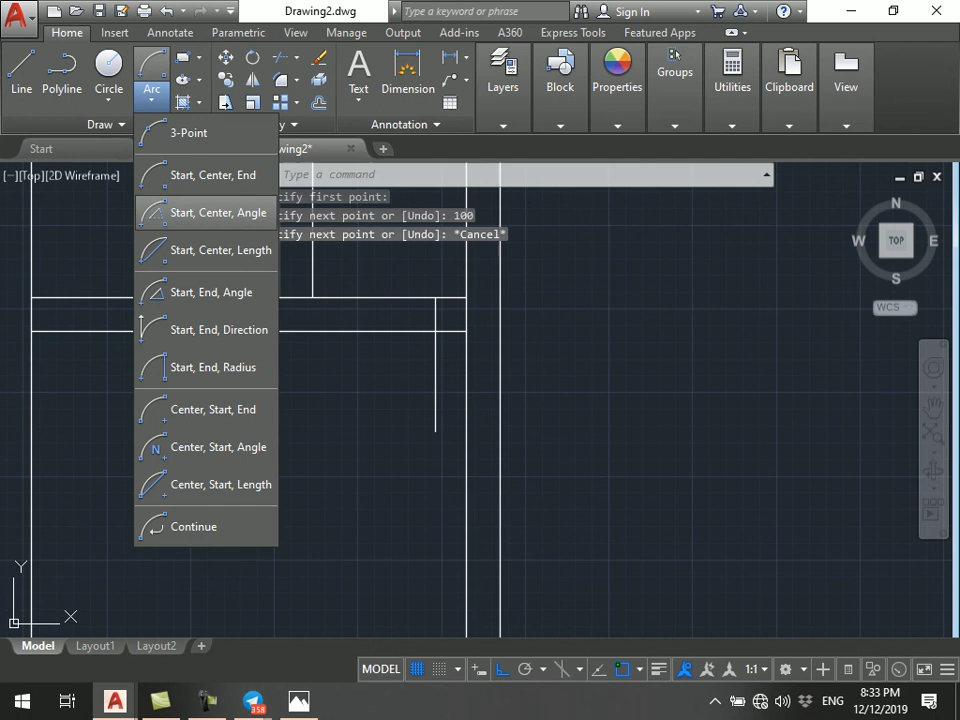 Drawing2.dwg
Type a keyword or phrase
Sign In
Home
Insert
Annotate
Parametric
View
Manage
Output
Add-ins
A360
Express Tools
Featured Apps
Line
Polyline
Circle
Arc
Text
Dimension
Layers
Block
Properties
Groups
Utilities
Clipboard
View
Draw
Annotation
Start
wing2*
[−][Top][2D Wireframe]
Type a command
cify first point:
cify next point or [Undo]: 100
cify next point or [Undo]: *Cancel*
3-Point
Start, Center, End
Start, Center, Angle
Start, Center, Length
Start, End, Angle
Start, End, Direction
Start, End, Radius
Center, Start, End
Center, Start, Angle
Center, Start, Length
Continue
N
W
TOP
E
S
WCS
Y
X
Model
Layout1
Layout2
MODEL
1:1
358
ENG
8:33 PM
12/12/2019